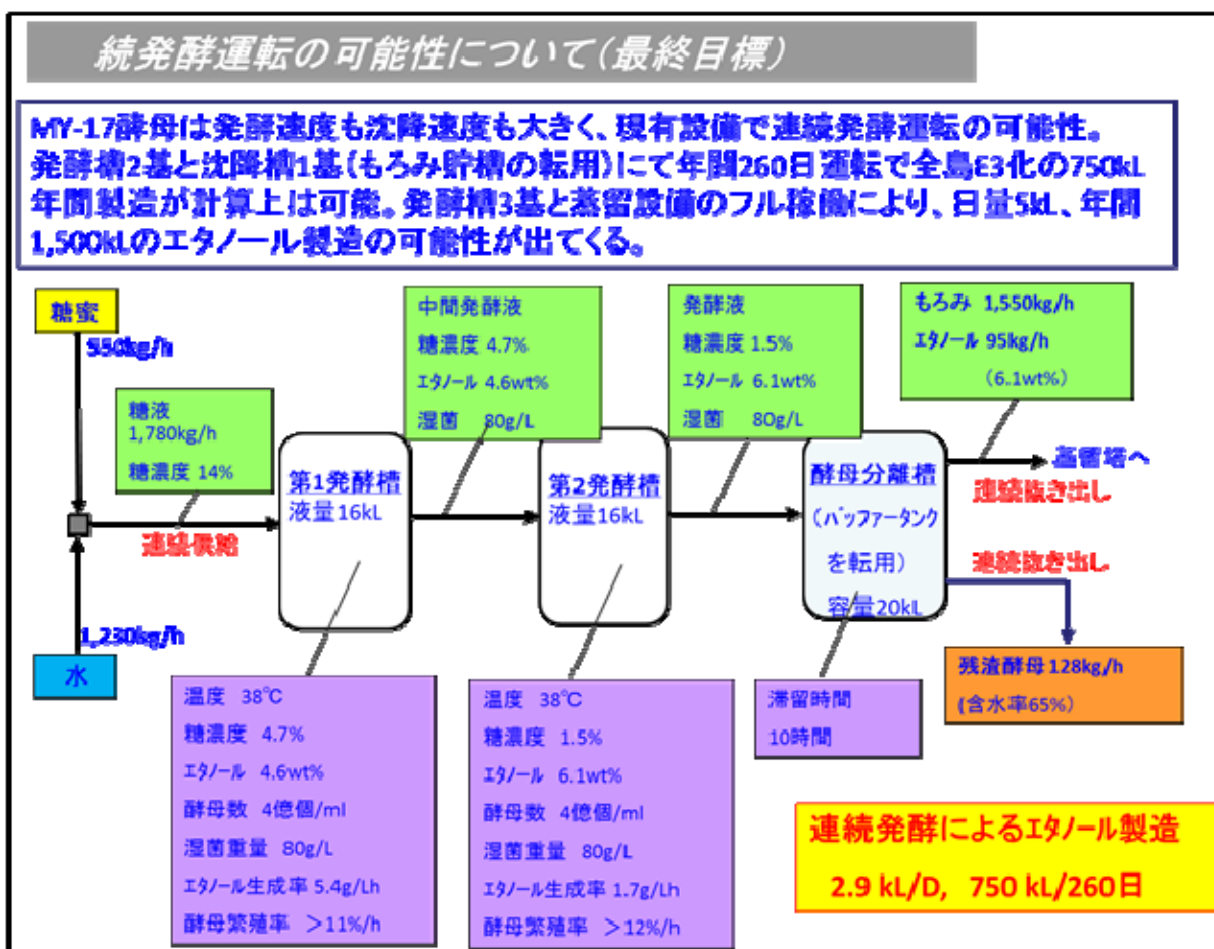 続発酵運転の可能性について(最終目標)
MY-17酵母は発酵速度も沈降速度も大きく、現有設備で連続発酵運転の可能性。
発酵槽2基と沈降槽1基(もろみ貯槽の転用)にて年間260日運転で全島E3化の750kL
年間製造が計算上は可能。発酵槽3基と蒸留設備のフル稼働により、日量5kL、年間
1,500kLのエタノール製造の可能性が出てくる。
糖蜜
550kg/h
糖液
1,780kg/h
糖濃度 14%
連続供給
1,230kg/h
水
中間発酵液
糖濃度 4.7%
エタノール 4.6wt%
湿菌 80g/L
発酵液
糖濃度 1.5%
エタノール 6.1wt%
湿菌 80g/L
もろみ 1,550kg/h
エタノール 95kg/h
(6.1wt%)
第1発酵槽
液量16kL
第2発酵槽
液量16kL
酵母分離槽
(バッファータンク
を転用)
容量20kL
蒸留塔へ
連続抜き出し
連続抜き出し
残渣酵母 128kg/h
(含水率65%)
温度 38℃
糖濃度 4.7%
エタノール 4.6wt%
酵母数 4億個/ml
湿菌重量 80g/L
エタノール生成率 5.4g/Lh
酵母繁殖率 >11%/h
温度 38℃
糖濃度 1.5%
エタノール 6.1wt%
酵母数 4億個/ml
湿菌重量 80g/L
エタノール生成率 1.7g/Lh
酵母繁殖率 >12%/h
滞留時間
10時間
連続発酵によるエタノール製造
2.9 kL/D, 750 kL/260日